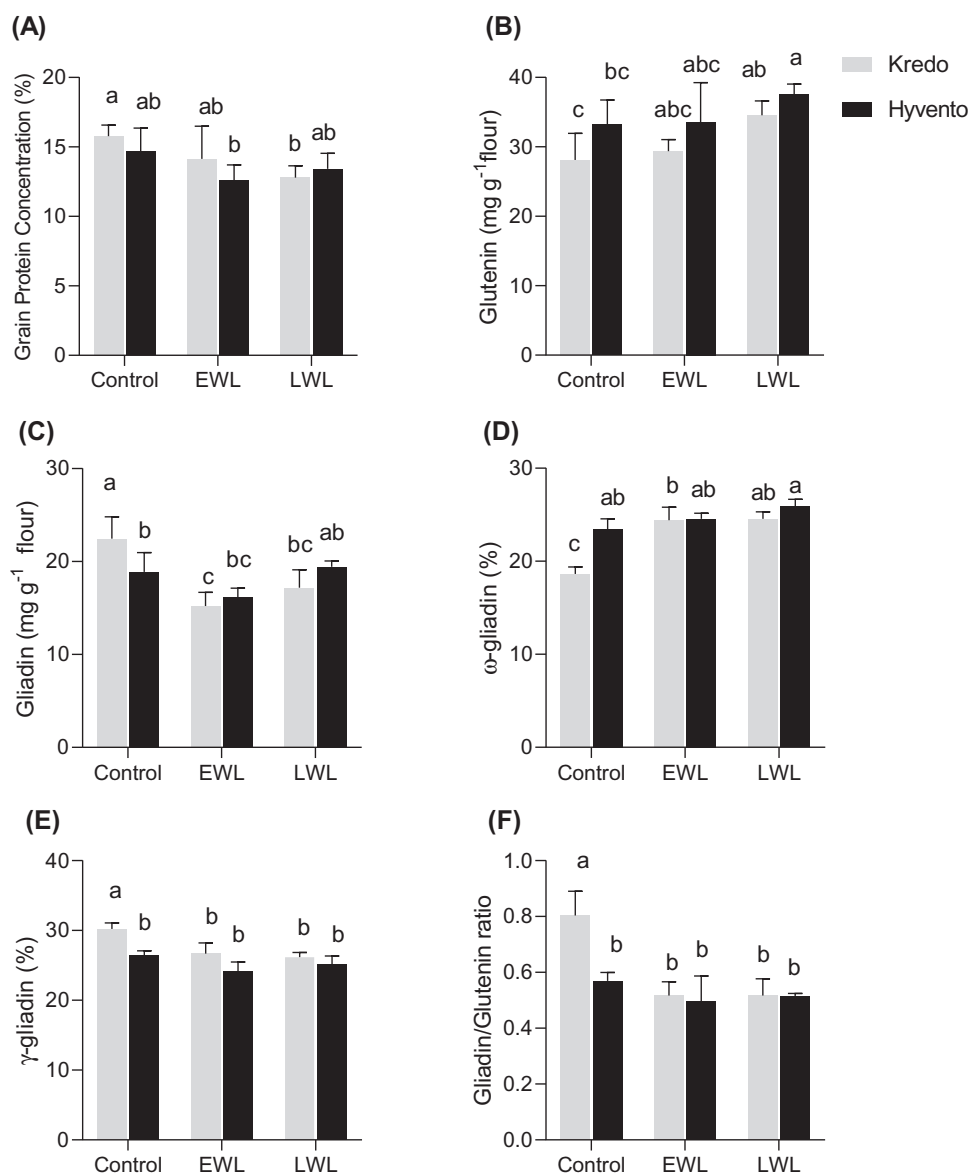 (A)
Grain Protein Concentration (%)
20
15
10
5
0
a
ab
ab
b
b
ab
Control
EWL
LWL
(B)
Glutenin (mg g-1flour)
40
30
20
10
0
c
bc
abc
abc
ab
a
Control
EWL
LWL
Kredo
Hyvento
(C)
Gliadin (mg g-1 flour)
30
20
10
0
a
b
c
bc
bc
ab
Control
EWL
LWL
(D)
ω-gliadin (%)
30
20
10
0
c
ab
b
ab
ab
a
Control
EWL
LWL
(E)
γ-gliadin (%)
40
30
20
10
0
a
b
b
b
b
b
Control
EWL
LWL
(F)
Gliadin/Glutenin ratio
1.0
0.8
0.6
0.4
0.2
0.0
a
b
b
b
b
b
Control
EWL
LWL